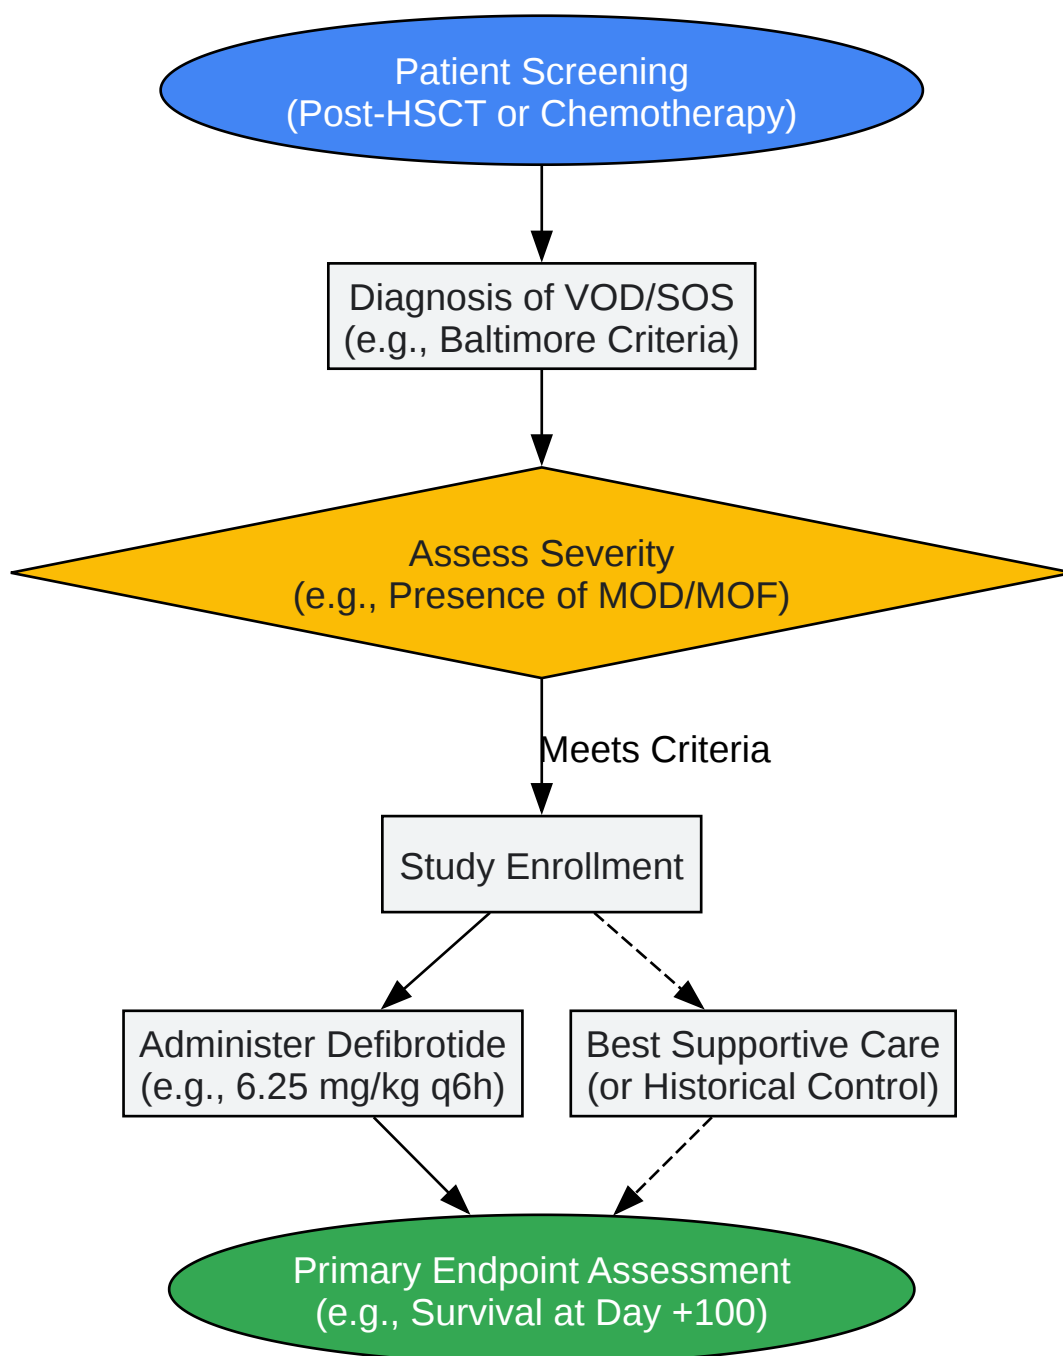 Patient Screening
(Post-HSCT or Chemotherapy)
Diagnosis of VOD/SOS
(e.g., Baltimore Criteria)
Assess Severity
(e.g., Presence of MOD/MOF)
Meets Criteria
Study Enrollment
Administer Defibrotide
(e.g., 6.25 mg/kg q6h)
Best Supportive Care
(or Historical Control)
Primary Endpoint Assessment
(e.g., Survival at Day +100)